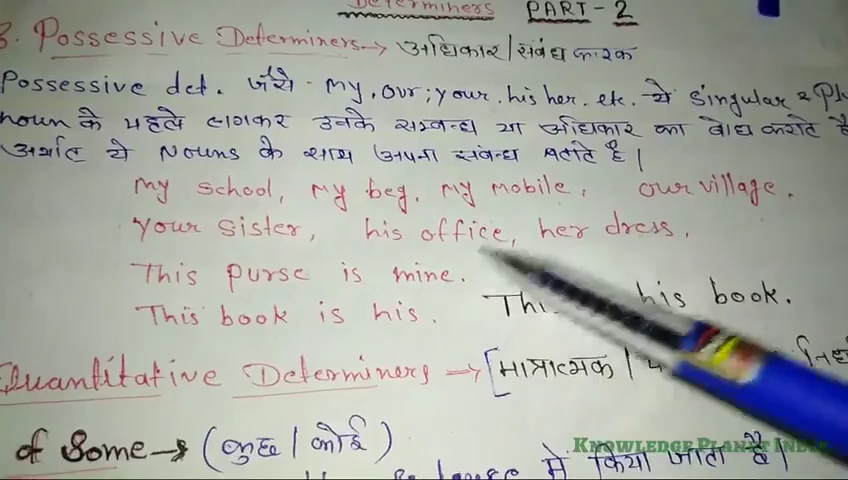 Determiners PART-2
3. Possessive Determiners → अधिकार/संबंध कारक
Possessive det. जैसे - my, our; your, his her. etc. ये Singular &
noun के पहले लगकर उनके सम्बन्ध या अधिकार का बोध कराते है
अर्थात ये Nouns के साथ अपना संबन्ध बताते है।
my school, my beg, my mobile, our village.
your sister, his office, her dress.
This purse is mine.
This book is his. his book.
Quantitative Determiners → [मात्रात्मक /
of Some → (कुछ / कोई)
में किया जाता है।
KNOWLEDGE PLANET INDIA